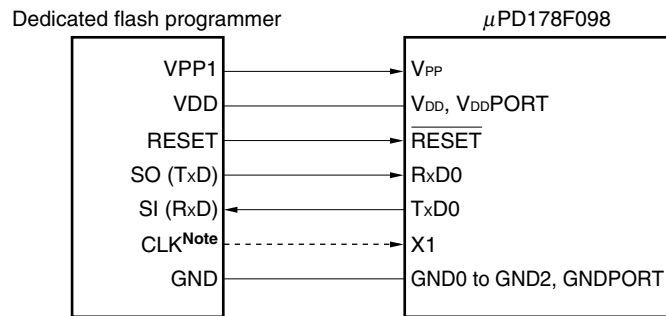 Dedicated flash programmer    μPD178F098
VPP1    VPP
VDD    VDD, VDDPORT
RESET    RESET
SO (TxD)    RxD0
SI (RxD)    TxD0
CLKNote    X1
GND    GND0 to GND2, GNDPORT